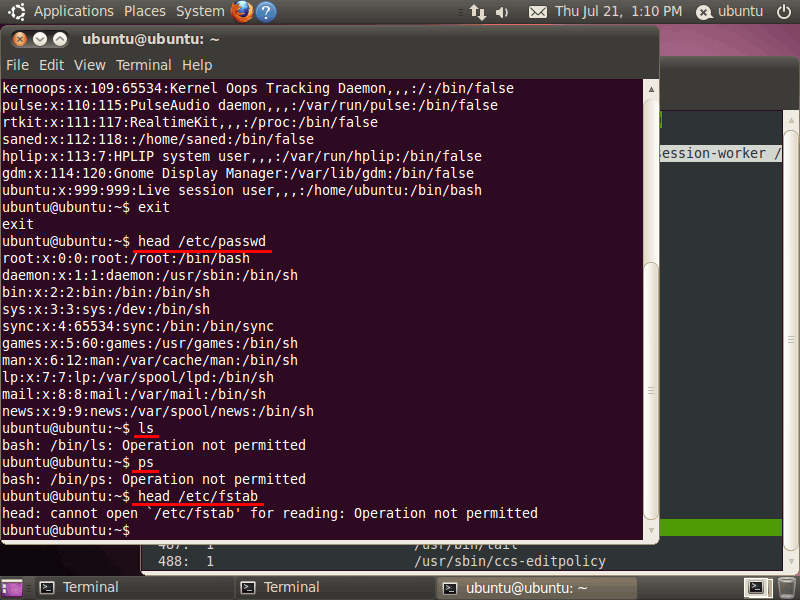 Applications Places System ? Thu Jul 21, 1:10 PM ubuntu
ubuntu@ubuntu: ~
File Edit View Terminal Help
kernoops:x:109:65534:Kernel Oops Tracking Daemon,,,:/:/bin/false
pulse:x:110:115:PulseAudio daemon,,,:/var/run/pulse:/bin/false
rtkit:x:111:117:RealtimeKit,,,:/proc:/bin/false
saned:x:112:118::/home/saned:/bin/false
hplip:x:113:7:HPLIP system user,,,:/var/run/hplip:/bin/false
gdm:x:114:120:Gnome Display Manager:/var/lib/gdm:/bin/false
ubuntu:x:999:999:Live session user,,,:/home/ubuntu:/bin/bash
ubuntu@ubuntu:~$ exit
exit
ubuntu@ubuntu:~$ head /etc/passwd
root:x:0:0:root:/root:/bin/bash
daemon:x:1:1:daemon:/usr/sbin:/bin/sh
bin:x:2:2:bin:/bin:/bin/sh
sys:x:3:3:sys:/dev:/bin/sh
sync:x:4:65534:sync:/bin:/bin/sync
games:x:5:60:games:/usr/games:/bin/sh
man:x:6:12:man:/var/cache/man:/bin/sh
lp:x:7:7:lp:/var/spool/lpd:/bin/sh
mail:x:8:8:mail:/var/mail:/bin/sh
news:x:9:9:news:/var/spool/news:/bin/sh
ubuntu@ubuntu:~$ ls
bash: /bin/ls: Operation not permitted
ubuntu@ubuntu:~$ ps
bash: /bin/ps: Operation not permitted
ubuntu@ubuntu:~$ head /etc/fstab
head: cannot open `/etc/fstab' for reading: Operation not permitted
ubuntu@ubuntu:~$
session-worker /
487: 1 /usr/bin/tail
488: 1 /usr/sbin/ccs-editpolicy
Terminal Terminal ubuntu@ubuntu: ~